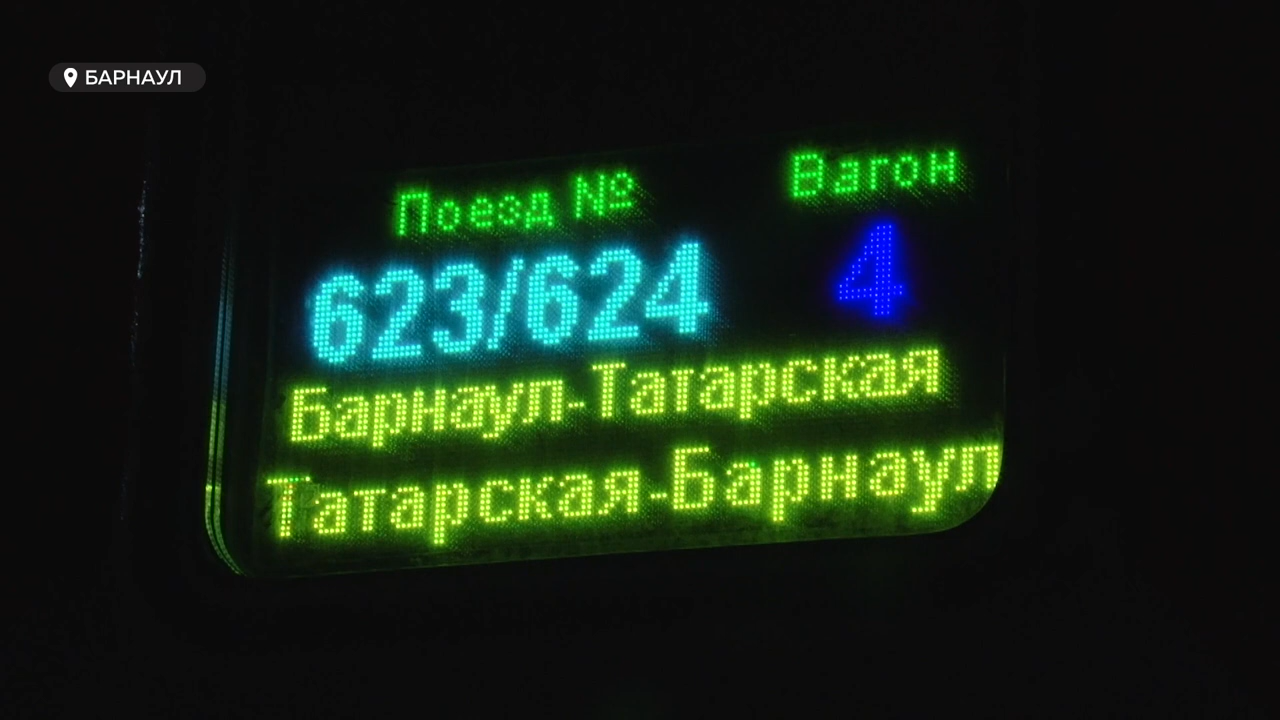 БАРНАУЛ
Поезд № Вагон
623/624 4
Барнаул-Татарская
Татарская-Барнаул